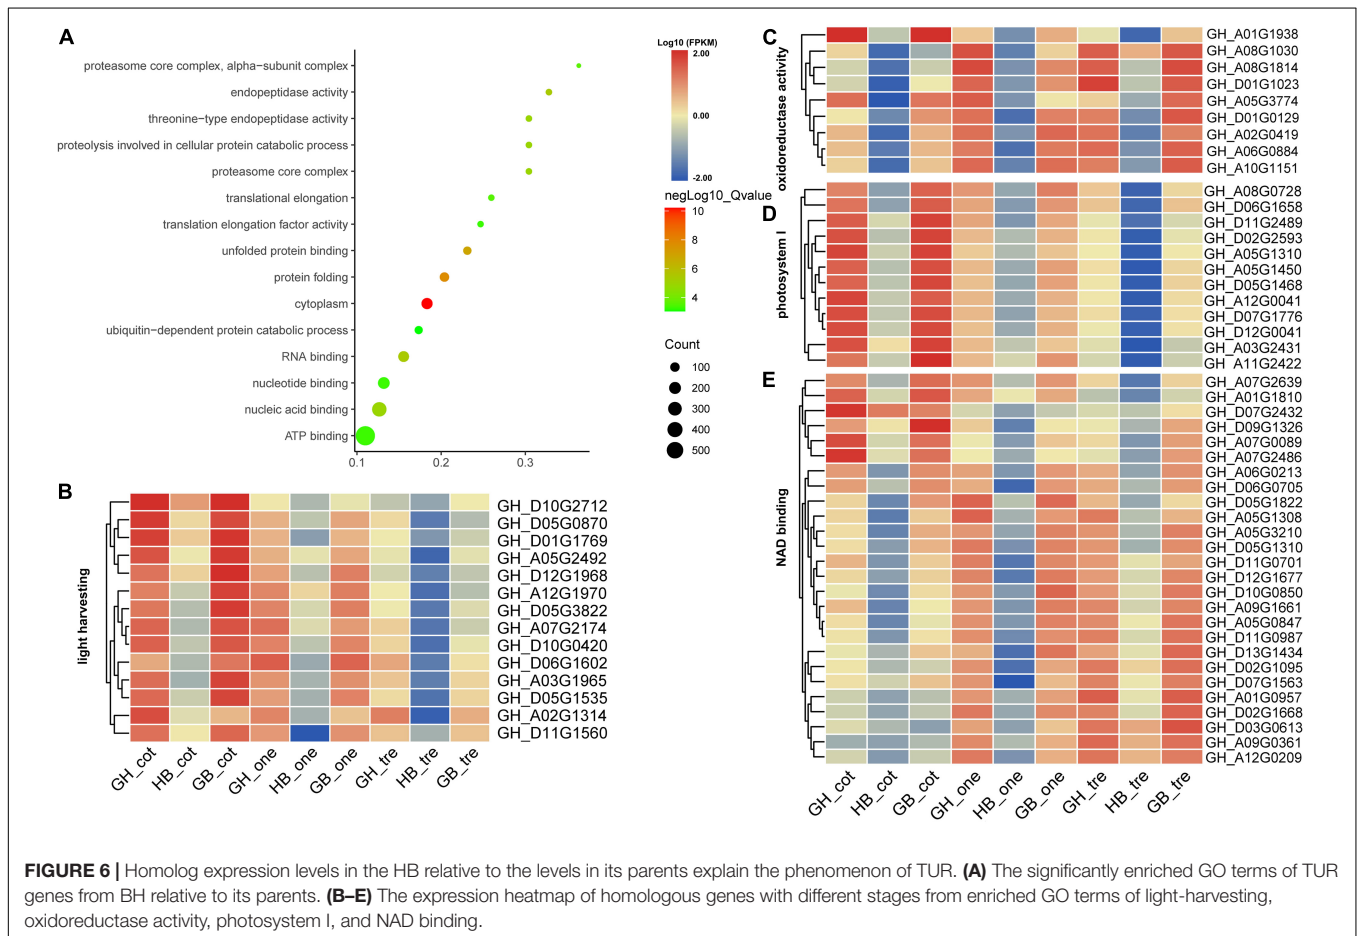 A
proteasome core complex, alpha−subunit complex
endopeptidase activity
threonine−type endopeptidase activity
proteolysis involved in cellular protein catabolic process
proteasome core complex
translational elongation
translation elongation factor activity
unfolded protein binding
protein folding
cytoplasm
ubiquitin−dependent protein catabolic process
RNA binding
nucleotide binding
nucleic acid binding
ATP binding
0.1 0.2 0.3
Log10 (FPKM)
2.00
0.00
-2.00
negLog10_Qvalue
10
8
6
4
Count
100
200
300
400
500
B
light harvesting
GH_D10G2712
GH_D05G0870
GH_D01G1769
GH_A05G2492
GH_D12G1968
GH_A12G1970
GH_D05G3822
GH_A07G2174
GH_D10G0420
GH_D06G1602
GH_A03G1965
GH_D05G1535
GH_A02G1314
GH_D11G1560
GH_cot HB_cot GB_cot GH_one HB_one GB_one GH_tre HB_tre GB_tre
C
oxidoreductase activity
GH_A01G1938
GH_A08G1030
GH_A08G1814
GH_D01G1023
GH_A05G3774
GH_D01G0129
GH_A02G0419
GH_A06G0884
GH_A10G1151
D
photosystem I
GH_A08G0728
GH_D06G1658
GH_D11G2489
GH_D02G2593
GH_A05G1310
GH_A05G1450
GH_D05G1468
GH_A12G0041
GH_D07G1776
GH_D12G0041
GH_A03G2431
GH_A11G2422
E
NAD binding
GH_A07G2639
GH_A01G1810
GH_D07G2432
GH_D09G1326
GH_A07G0089
GH_A07G2486
GH_A06G0213
GH_D06G0705
GH_D05G1822
GH_A05G1308
GH_A05G3210
GH_D05G1310
GH_D11G0701
GH_D12G1677
GH_D10G0850
GH_A09G1661
GH_A05G0847
GH_D11G0987
GH_D13G1434
GH_D02G1095
GH_D07G1563
GH_A01G0957
GH_D02G1668
GH_D03G0613
GH_A09G0361
GH_A12G0209
GH_cot HB_cot GB_cot GH_one HB_one GB_one GH_tre HB_tre GB_tre
FIGURE 6 | Homolog expression levels in the HB relative to the levels in its parents explain the phenomenon of TUR. (A) The significantly enriched GO terms of TUR
genes from BH relative to its parents. (B–E) The expression heatmap of homologous genes with different stages from enriched GO terms of light-harvesting,
oxidoreductase activity, photosystem I, and NAD binding.